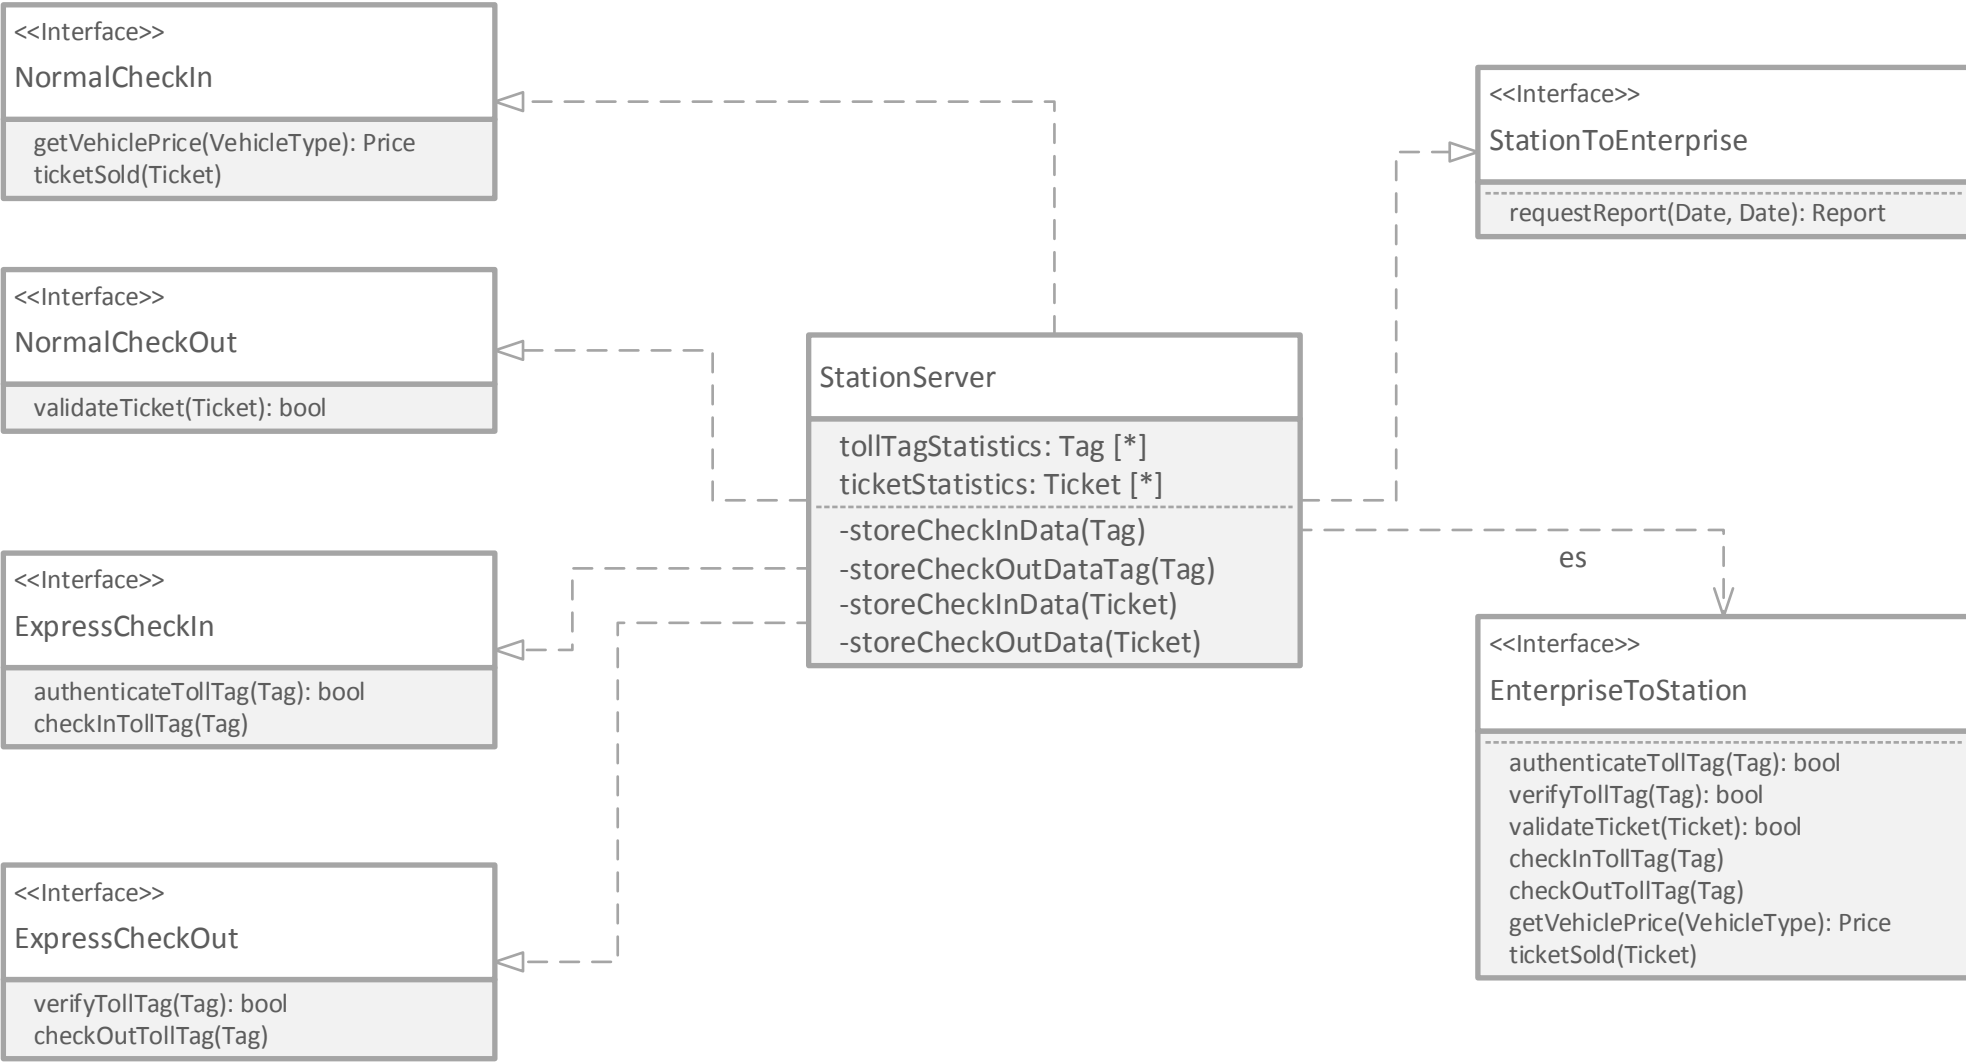 <<Interface>>
NormalCheckIn
getVehiclePrice(VehicleType): Price
ticketSold(Ticket)
<<Interface>>
NormalCheckOut
validateTicket(Ticket): bool
<<Interface>>
ExpressCheckIn
authenticateTollTag(Tag): bool
checkInTollTag(Tag)
<<Interface>>
ExpressCheckOut
verifyTollTag(Tag): bool
checkOutTollTag(Tag)
StationServer
tollTagStatistics: Tag [*]
ticketStatistics: Ticket [*]
-storeCheckInData(Tag)
-storeCheckOutDataTag(Tag)
-storeCheckInData(Ticket)
-storeCheckOutData(Ticket)
<<Interface>>
StationToEnterprise
requestReport(Date, Date): Report
es
<<Interface>>
EnterpriseToStation
authenticateTollTag(Tag): bool
verifyTollTag(Tag): bool
validateTicket(Ticket): bool
checkInTollTag(Tag)
checkOutTollTag(Tag)
getVehiclePrice(VehicleType): Price
ticketSold(Ticket)